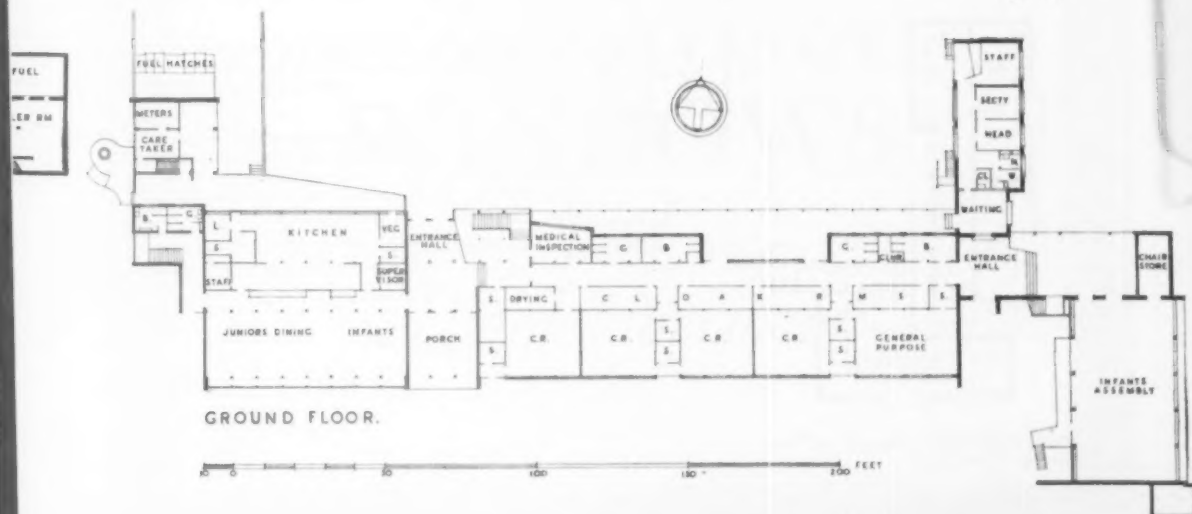 FUEL HATCHES
FUEL
LER RM
METERS
CARE
TAKER
STAFF
SECTY
HEAD
CL
W
WAITING
B. G.
L.
S.
STAFF
KITCHEN
VEG
S.
SUPER
VISOR
ENTRANCE
HALL
MEDICAL
INSPECTION
G. B.
G.
CLNR
B.
ENTRANCE
HALL
CHAIR
STORE
S. DRYING
C L O A K R M S S.
JUNIORS DINING INFANTS
PORCH
S.
C.R.
C.R.
S.
S.
C.R.
C.R.
S.
S.
GENERAL
PURPOSE
INFANTS
ASSEMBLY
GROUND FLOOR.
10 0 100 150 200 FEET